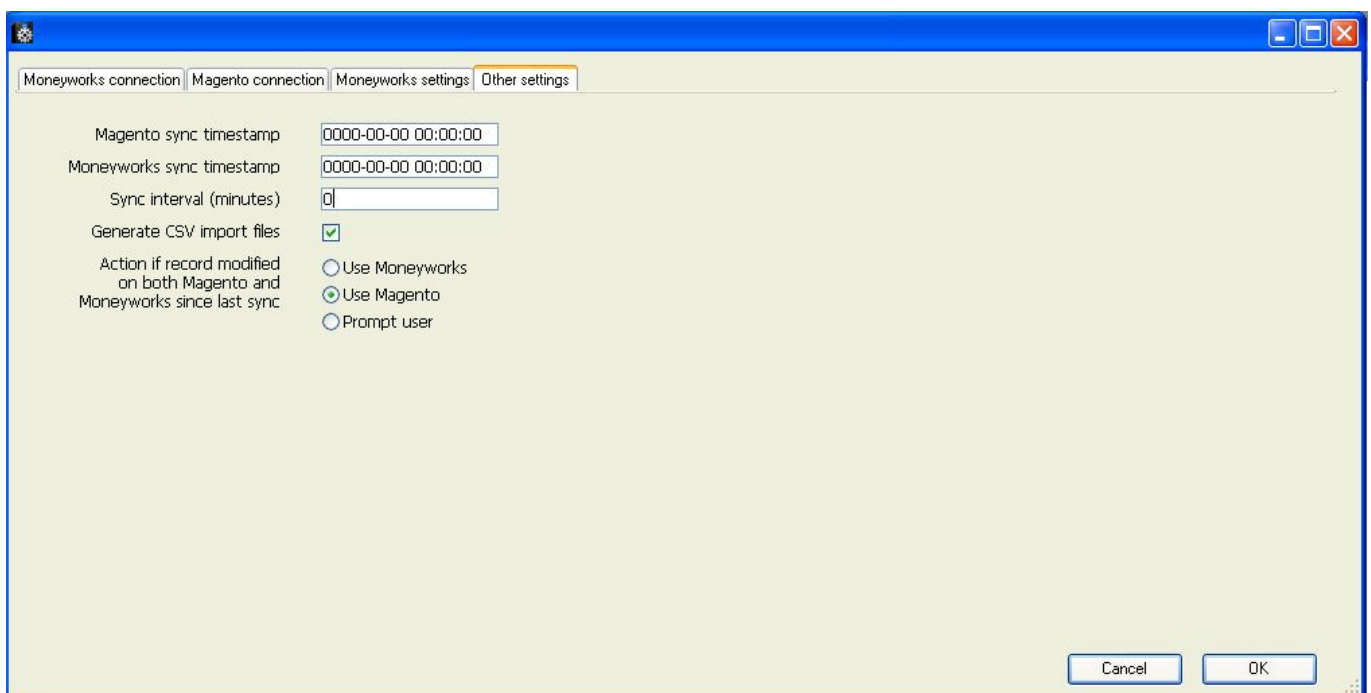 Moneyworks connection Magento connection Moneyworks settings Other settings
Magento sync timestamp 0000-00-00 00:00:00
Moneyworks sync timestamp 0000-00-00 00:00:00
Sync interval (minutes) 0
Generate CSV import files
Action if record modified
on both Magento and
Moneyworks since last sync
Use Moneyworks
Use Magento
Prompt user
Cancel OK